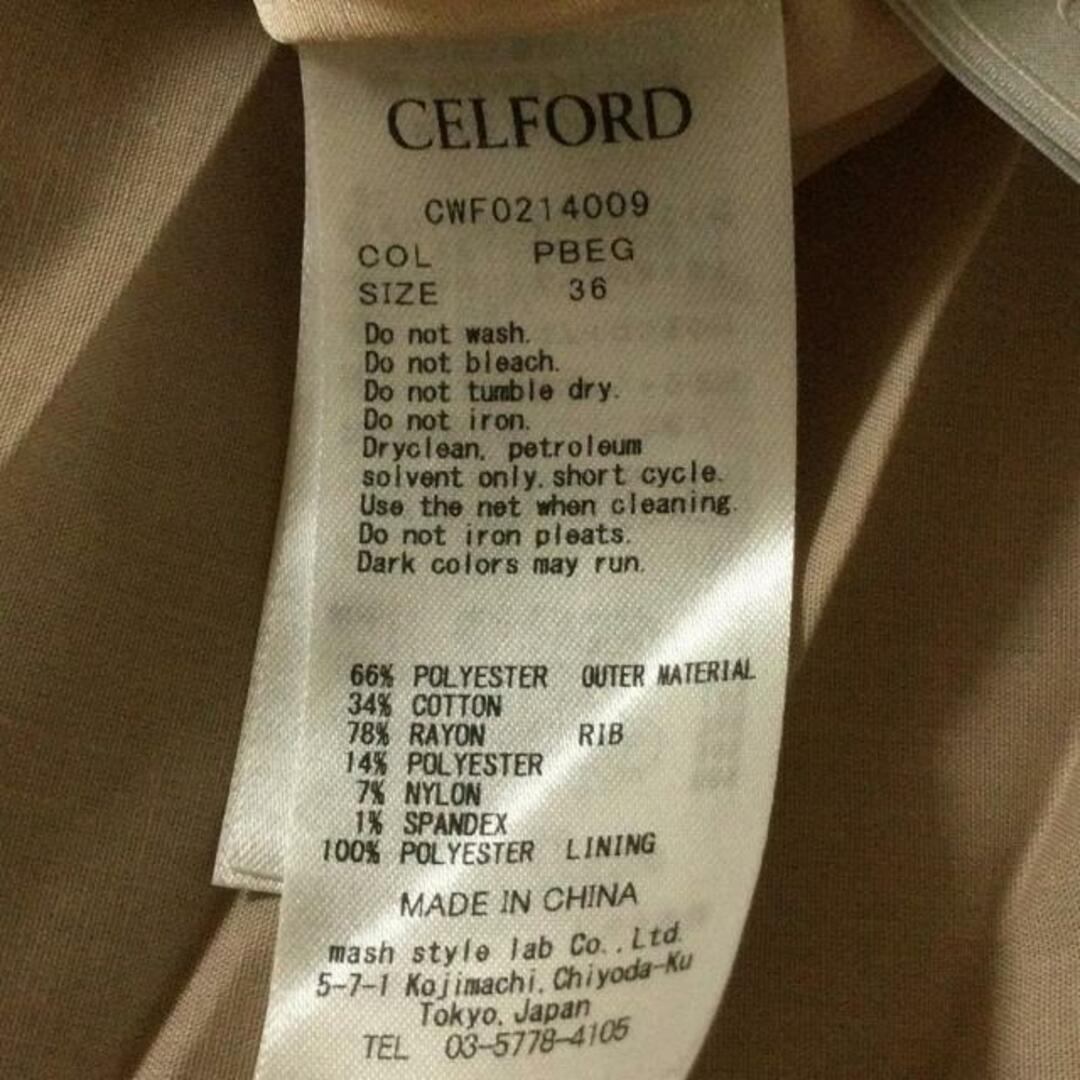 CELFORD
CWF0214009
COL PBEG
SIZE 36
Do not wash.
Do not bleach.
Do not tumble dry.
Do not iron.
Dryclean, petroleum
solvent only, short cycle.
Use the net when cleaning.
Do not iron pleats.
Dark colors may run.
66% POLYESTER OUTER MATERIAL
34% COTTON
78% RAYON RIB
14% POLYESTER
7% NYLON
1% SPANDEX
100% POLYESTER LINING
MADE IN CHINA
mash style lab Co., Ltd.
5-7-1 Kojimachi, Chiyoda-Ku
Tokyo, Japan
TEL 03-5778-4105